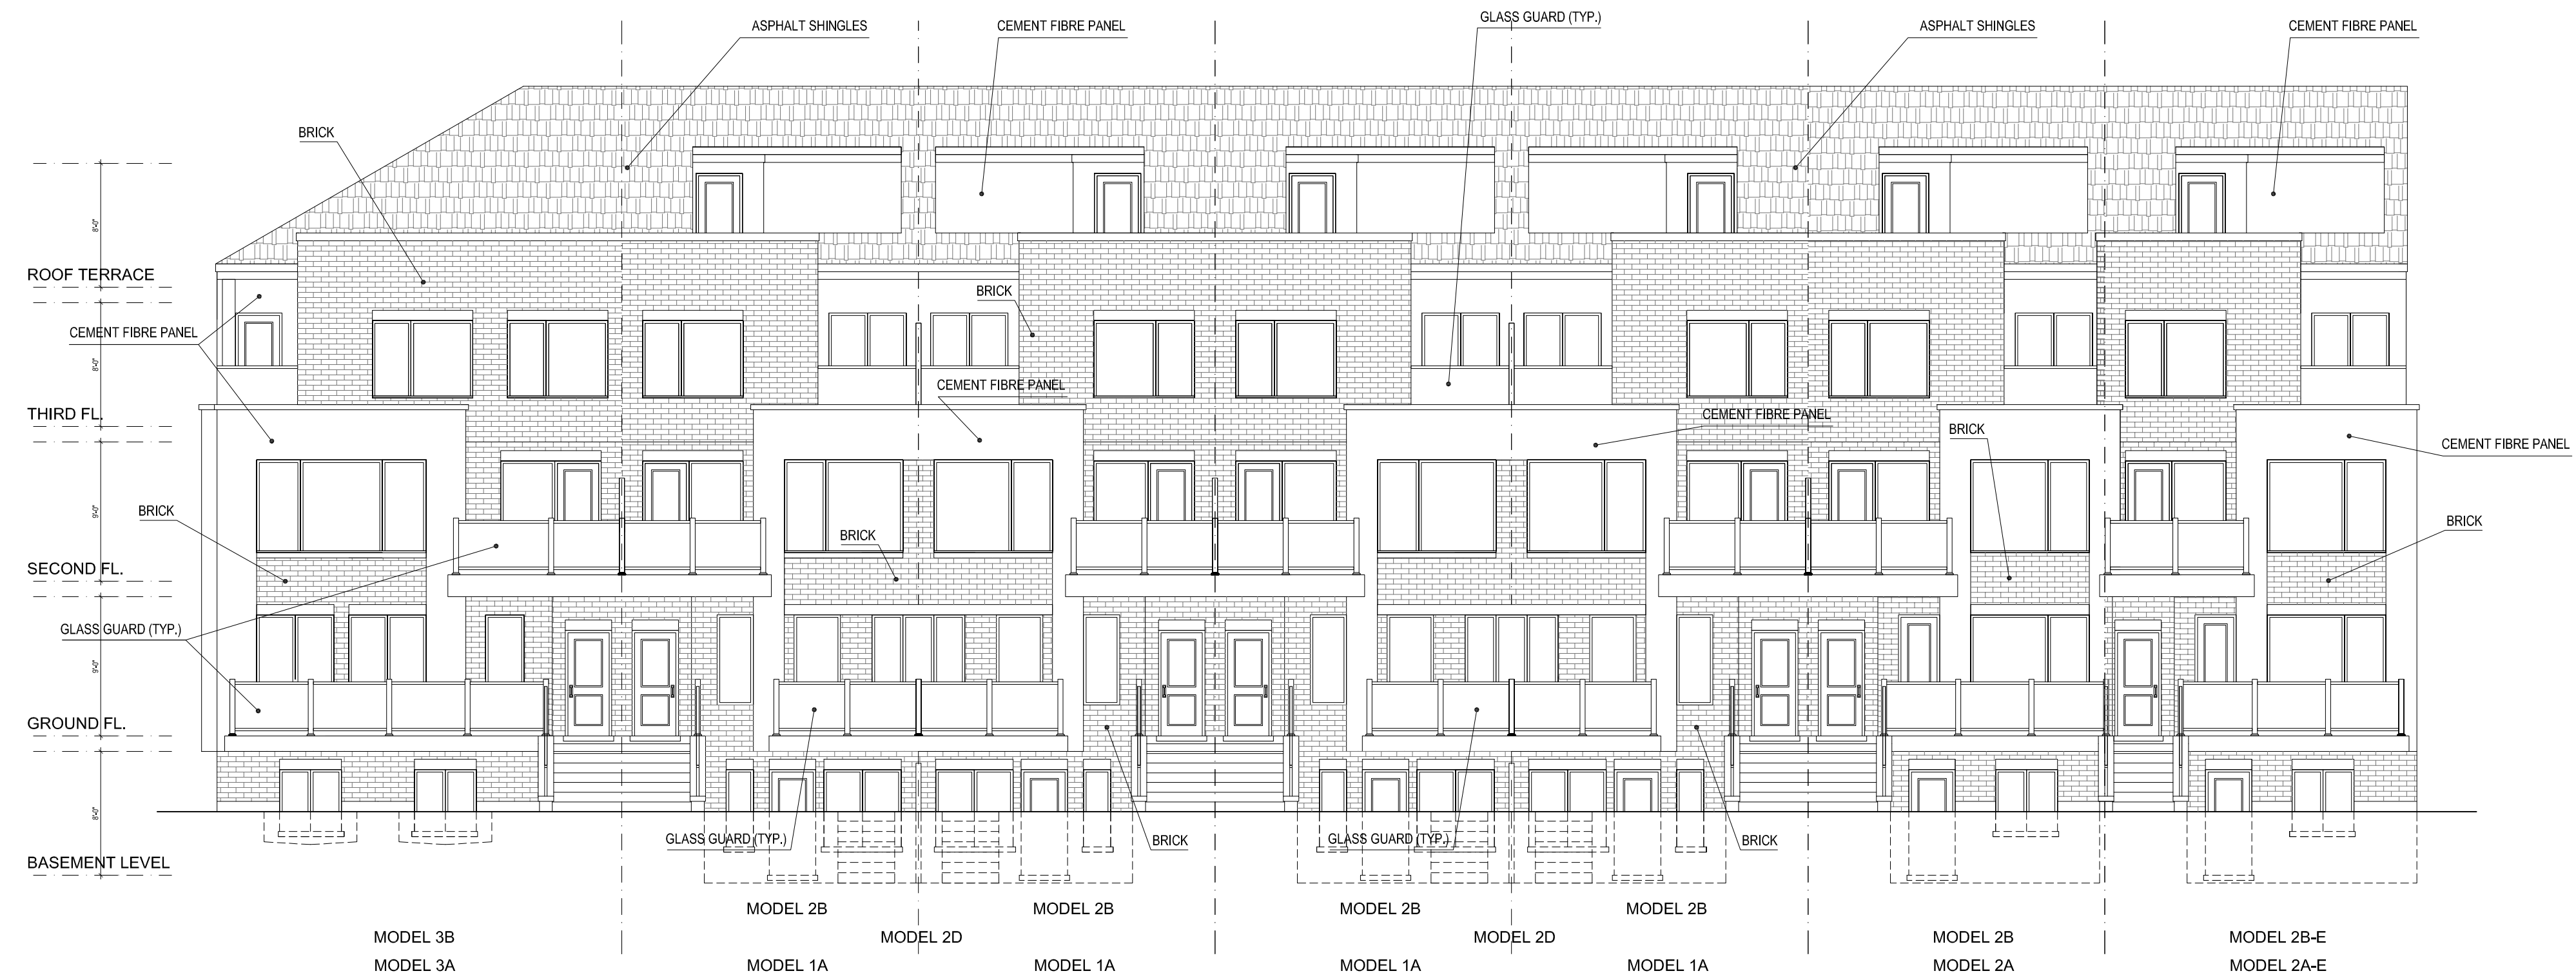 GLASS GUARD (TYP.)
ASPHALT SHINGLES
CEMENT FIBRE PANEL
ASPHALT SHINGLES
CEMENT FIBRE PANEL
BRICK
8'-0"
ROOF TERRACE
BRICK
CEMENT FIBRE PANEL
8'-0"
CEMENT FIBRE PANEL
THIRD FL.
CEMENT FIBRE PANEL
BRICK
CEMENT FIBRE PANEL
9'-0"
BRICK
BRICK
BRICK
SECOND FL.
GLASS GUARD (TYP.)
9'-0"
GROUND FL.
8'-0"
GLASS GUARD (TYP.)
BRICK
GLASS GUARD (TYP.)
BRICK
BASEMENT LEVEL
MODEL 2B
MODEL 2B
MODEL 2B
MODEL 2B
MODEL 3B
MODEL 2D
MODEL 2D
MODEL 2B
MODEL 2B-E
MODEL 3A
MODEL 1A
MODEL 1A
MODEL 1A
MODEL 1A
MODEL 2A
MODEL 2A-E